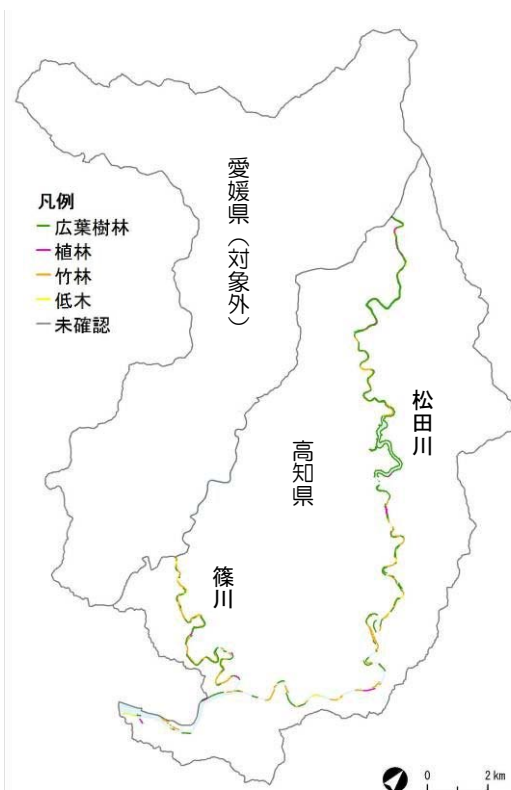 愛媛県（対象外）
凡例
広葉樹林
植林
竹林
低木
未確認
松田川
高知県
篠川
0 2 km